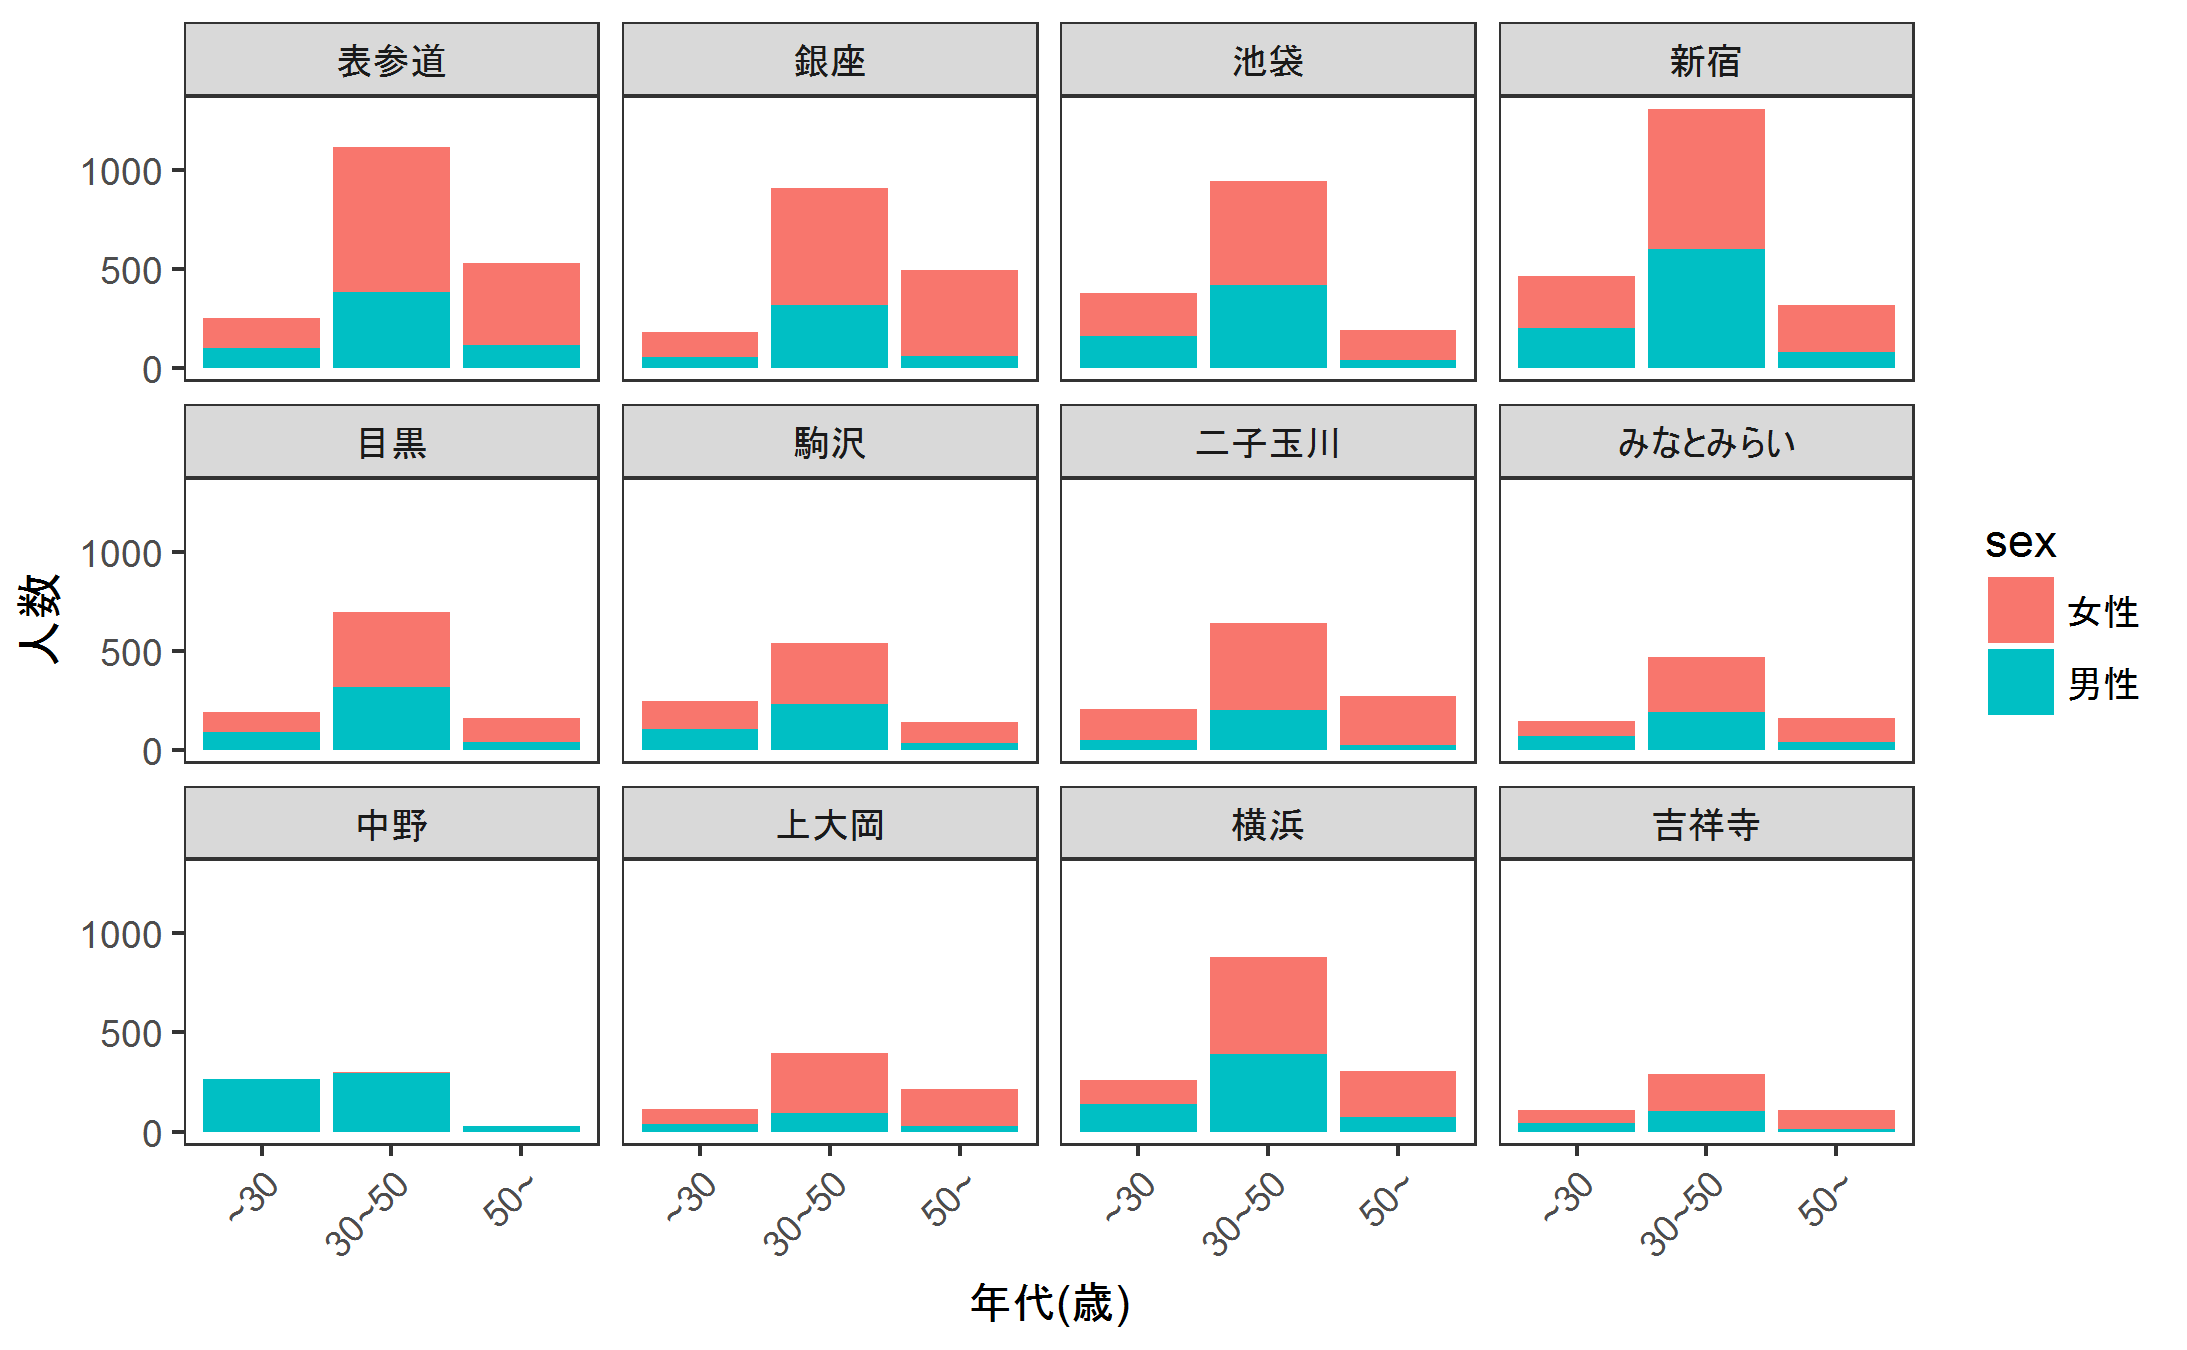 表参道
銀座
池袋
新宿
1000
500
0
目黒
駒沢
二子玉川
みなとみらい
1000
500
0
中野
上大岡
横浜
吉祥寺
1000
500
0
~30
30~50
50~
~30
30~50
50~
~30
30~50
50~
~30
30~50
50~
年代(歳)
人数
sex
女性
男性